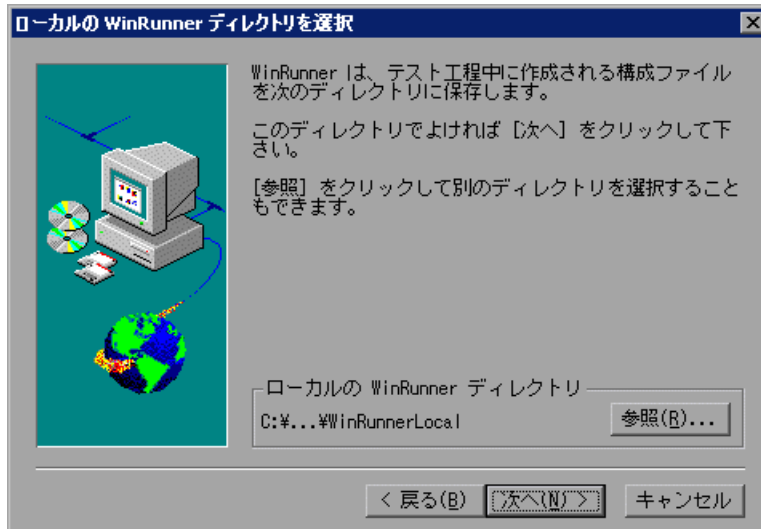 ローカルの WinRunner ディレクトリを選択
WinRunner は、テスト工程中に作成される構成ファイル
を次のディレクトリに保存します。
このディレクトリでよければ [次へ] をクリックして下
さい。
[参照] をクリックして別のディレクトリを選択すること
もできます。
ローカルの WinRunner ディレクトリ
C:¥...¥WinRunnerLocal
参照(R)...
< 戻る(B)
次へ(N) >
キャンセル